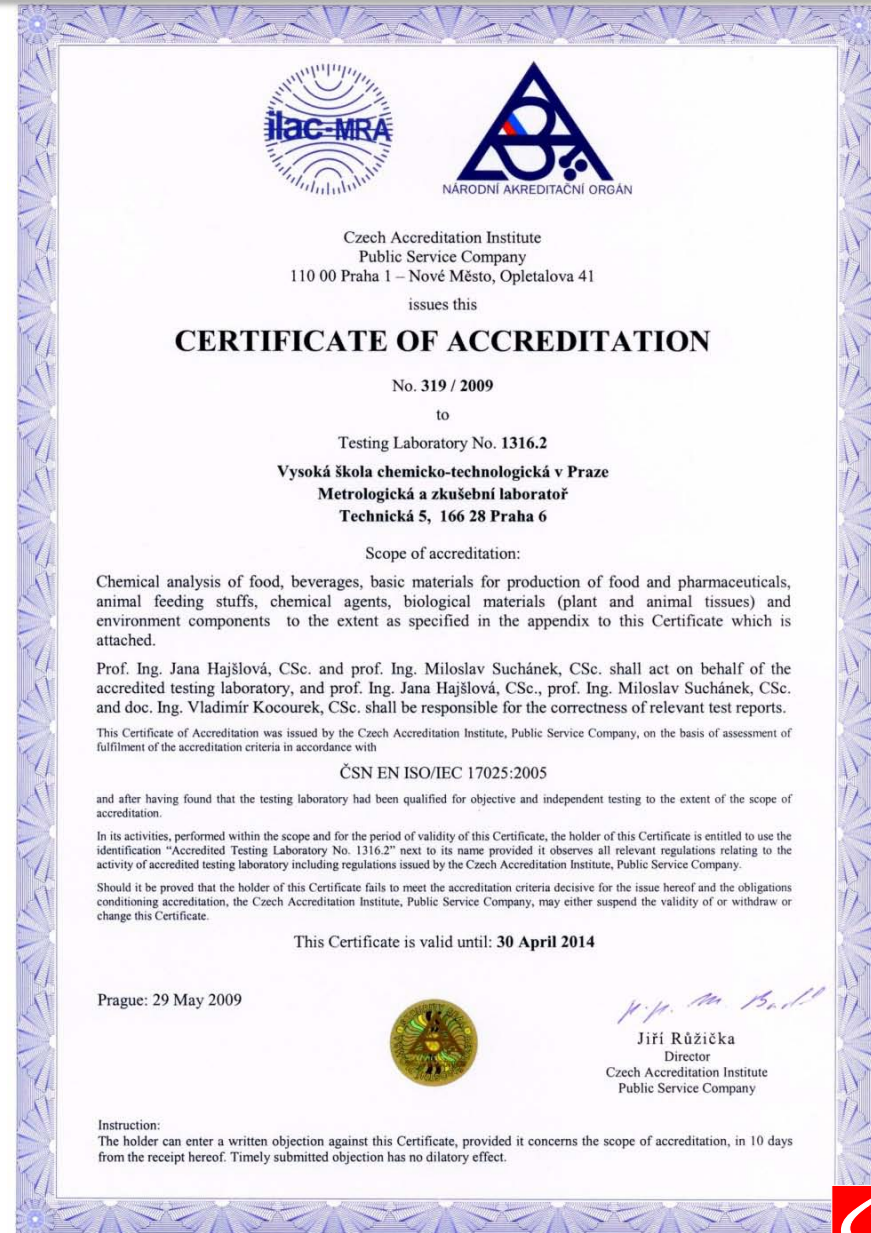 ilac-MRA
NÁRODNÍ AKREDITAČNÍ ORGÁN
Czech Accreditation Institute
Public Service Company
110 00 Praha 1 – Nové Město, Opletalova 41
issues this
CERTIFICATE OF ACCREDITATION
No. 319 / 2009
to
Testing Laboratory No. 1316.2
Vysoká škola chemicko-technologická v Praze
Metrologická a zkušební laboratoř
Technická 5, 166 28 Praha 6
Scope of accreditation:
Chemical analysis of food, beverages, basic materials for production of food and pharmaceuticals,
animal feeding stuffs, chemical agents, biological materials (plant and animal tissues) and
environment components to the extent as specified in the appendix to this Certificate which is
attached.
Prof. Ing. Jana Hajšlová, CSc. and prof. Ing. Miloslav Suchánek, CSc. shall act on behalf of the
accredited testing laboratory, and prof. Ing. Jana Hajšlová, CSc., prof. Ing. Miloslav Suchánek, CSc.
and doc. Ing. Vladimír Kocourek, CSc. shall be responsible for the correctness of relevant test reports.
This Certificate of Accreditation was issued by the Czech Accreditation Institute, Public Service Company, on the basis of assessment of
fulfilment of the accreditation criteria in accordance with
ČSN EN ISO/IEC 17025:2005
and after having found that the testing laboratory had been qualified for objective and independent testing to the extent of the scope of
accreditation.
In its activities, performed within the scope and for the period of validity of this Certificate, the holder of this Certificate is entitled to use the
identification “Accredited Testing Laboratory No. 1316.2” next to its name provided it observes all relevant regulations relating to the
activity of accredited testing laboratory including regulations issued by the Czech Accreditation Institute, Public Service Company.
Should it be proved that the holder of this Certificate fails to meet the accreditation criteria decisive for the issue hereof and the obligations
conditioning accreditation, the Czech Accreditation Institute, Public Service Company, may either suspend the validity of or withdraw or
change this Certificate.
This Certificate is valid until: 30 April 2014
Prague: 29 May 2009
Jiří Růžička
Director
Czech Accreditation Institute
Public Service Company
Instruction:
The holder can enter a written objection against this Certificate, provided it concerns the scope of accreditation, in 10 days
from the receipt hereof. Timely submitted objection has no dilatory effect.